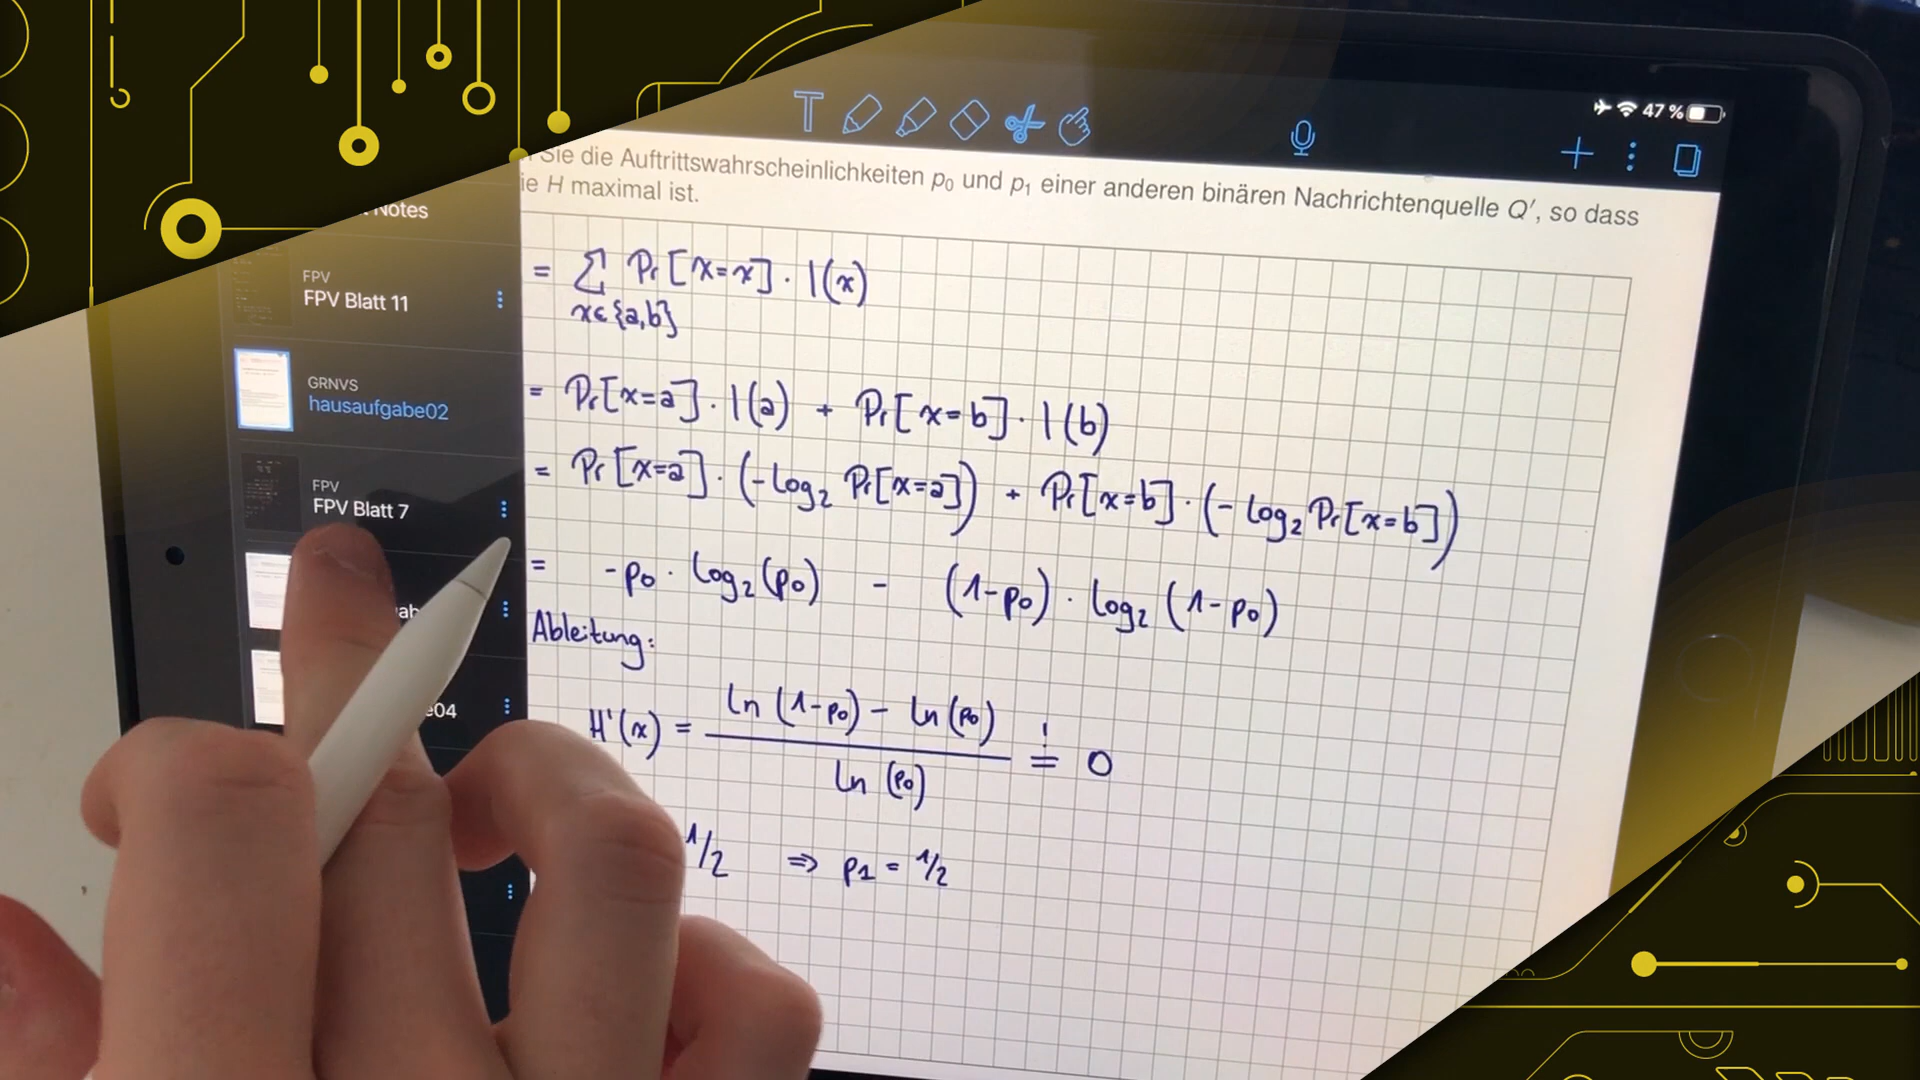 47 %
T
Sie die Auftrittswahrscheinlichkeiten p₀ und p₁ einer anderen binären Nachrichtenquelle Q′, so dass
ie H maximal ist.
Notes
FPV
FPV Blatt 11
GRNVS
hausaufgabe02
FPV
FPV Blatt 7
ab
e04
= Σ Pr[X=x] · I(x)
x∈{a,b}
= Pr[x=a] · I(a) + Pr[x=b] · I(b)
= Pr[x=a] · (-log₂ Pr[x=a]) + Pr[x=b] · (-log₂ Pr[x=b])
= -p₀ · log₂(p₀) - (1-p₀) · log₂(1-p₀)
Ableitung:
H'(x) = ln(1-p₀) - ln(p₀) / ln(p₀) =! 0
1/2 ⇒ p₁ = 1/2